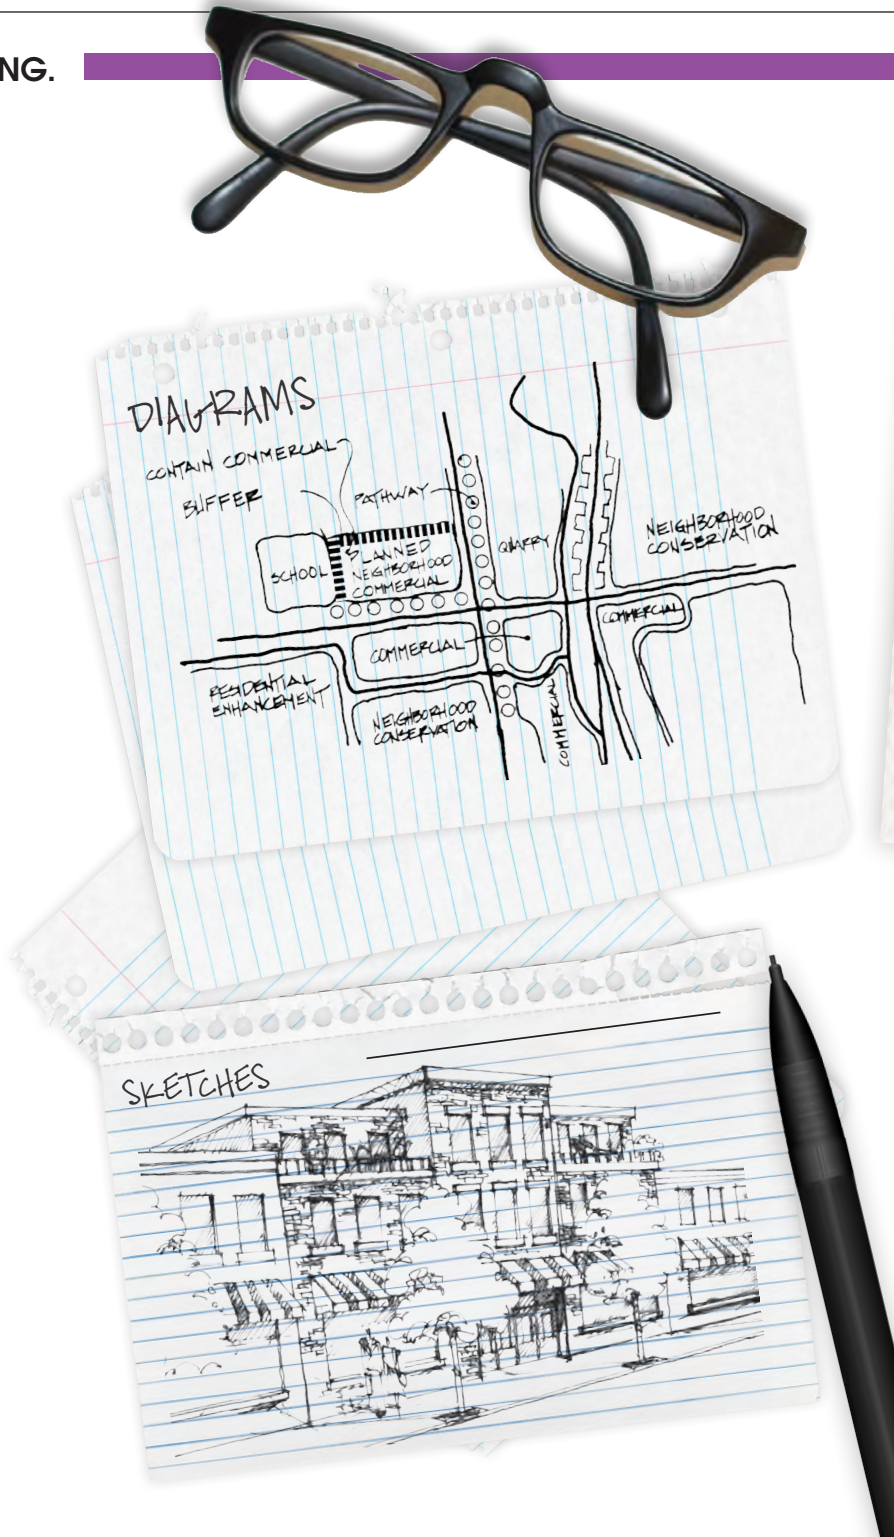 NG.
DIAGRAMS
CONTAIN COMMERCIAL
BUFFER
PATHWAY
SCHOOL
PLANNED
NEIGHBORHOOD
COMMERCIAL
QUARRY
NEIGHBORHOOD
CONSERVATION
COMMERCIAL
COMMERCIAL
RESIDENTIAL
ENHANCEMENT
NEIGHBORHOOD
CONSERVATION
COMMERCIAL
SKETCHES